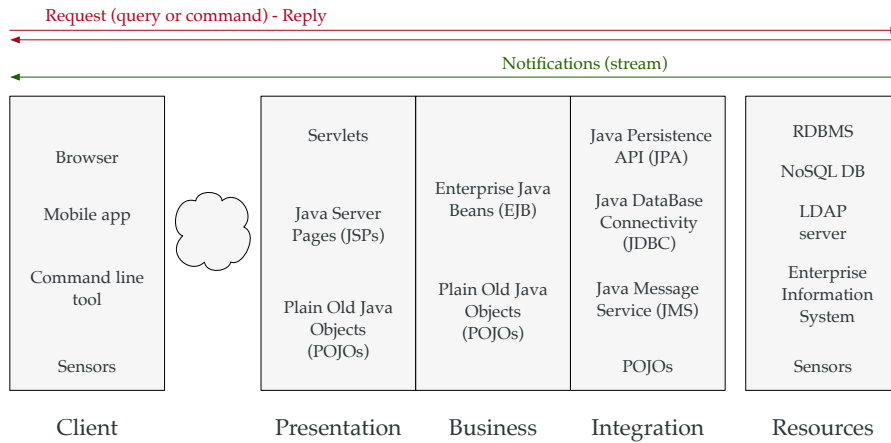 Request (query or command) - Reply
Notifications (stream)
Browser
Mobile app
Command line
tool
Sensors
Client
Servlets
Java Server
Pages (JSPs)
Plain Old Java
Objects
(POJOs)
Presentation
Enterprise Java
Beans (EJB)
Plain Old Java
Objects
(POJOs)
Business
Java Persistence
API (JPA)
Java DataBase
Connectivity
(JDBC)
Java Message
Service (JMS)
POJOs
Integration
RDBMS
NoSQL DB
LDAP
server
Enterprise
Information
System
Sensors
Resources